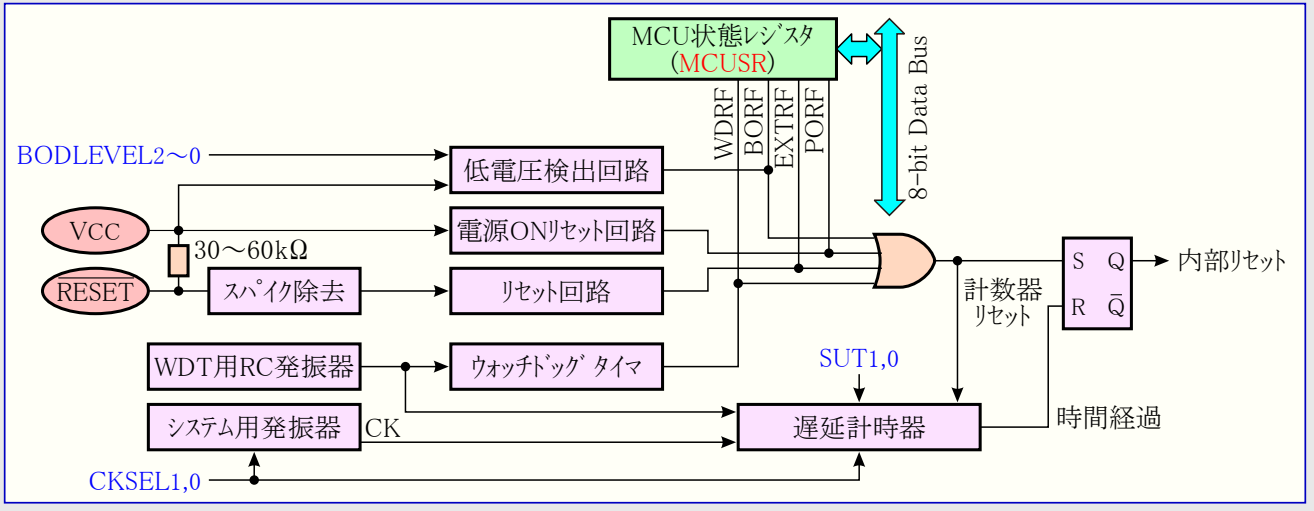 MCU状態レジスタ
(MCUSR)
8-bit Data Bus
WDRF
BORF
EXTRF
PORF
BODLEVEL2～0
低電圧検出回路
VCC
電源ONリセット回路
30～60kΩ
RESET
スパイク除去
リセット回路
S Q
R Q
内部リセット
計数器
リセット
WDT用RC発振器
ウォッチドッグ タイマ
SUT1,0
システム用発振器
CK
遅延計時器
時間経過
CKSEL1,0